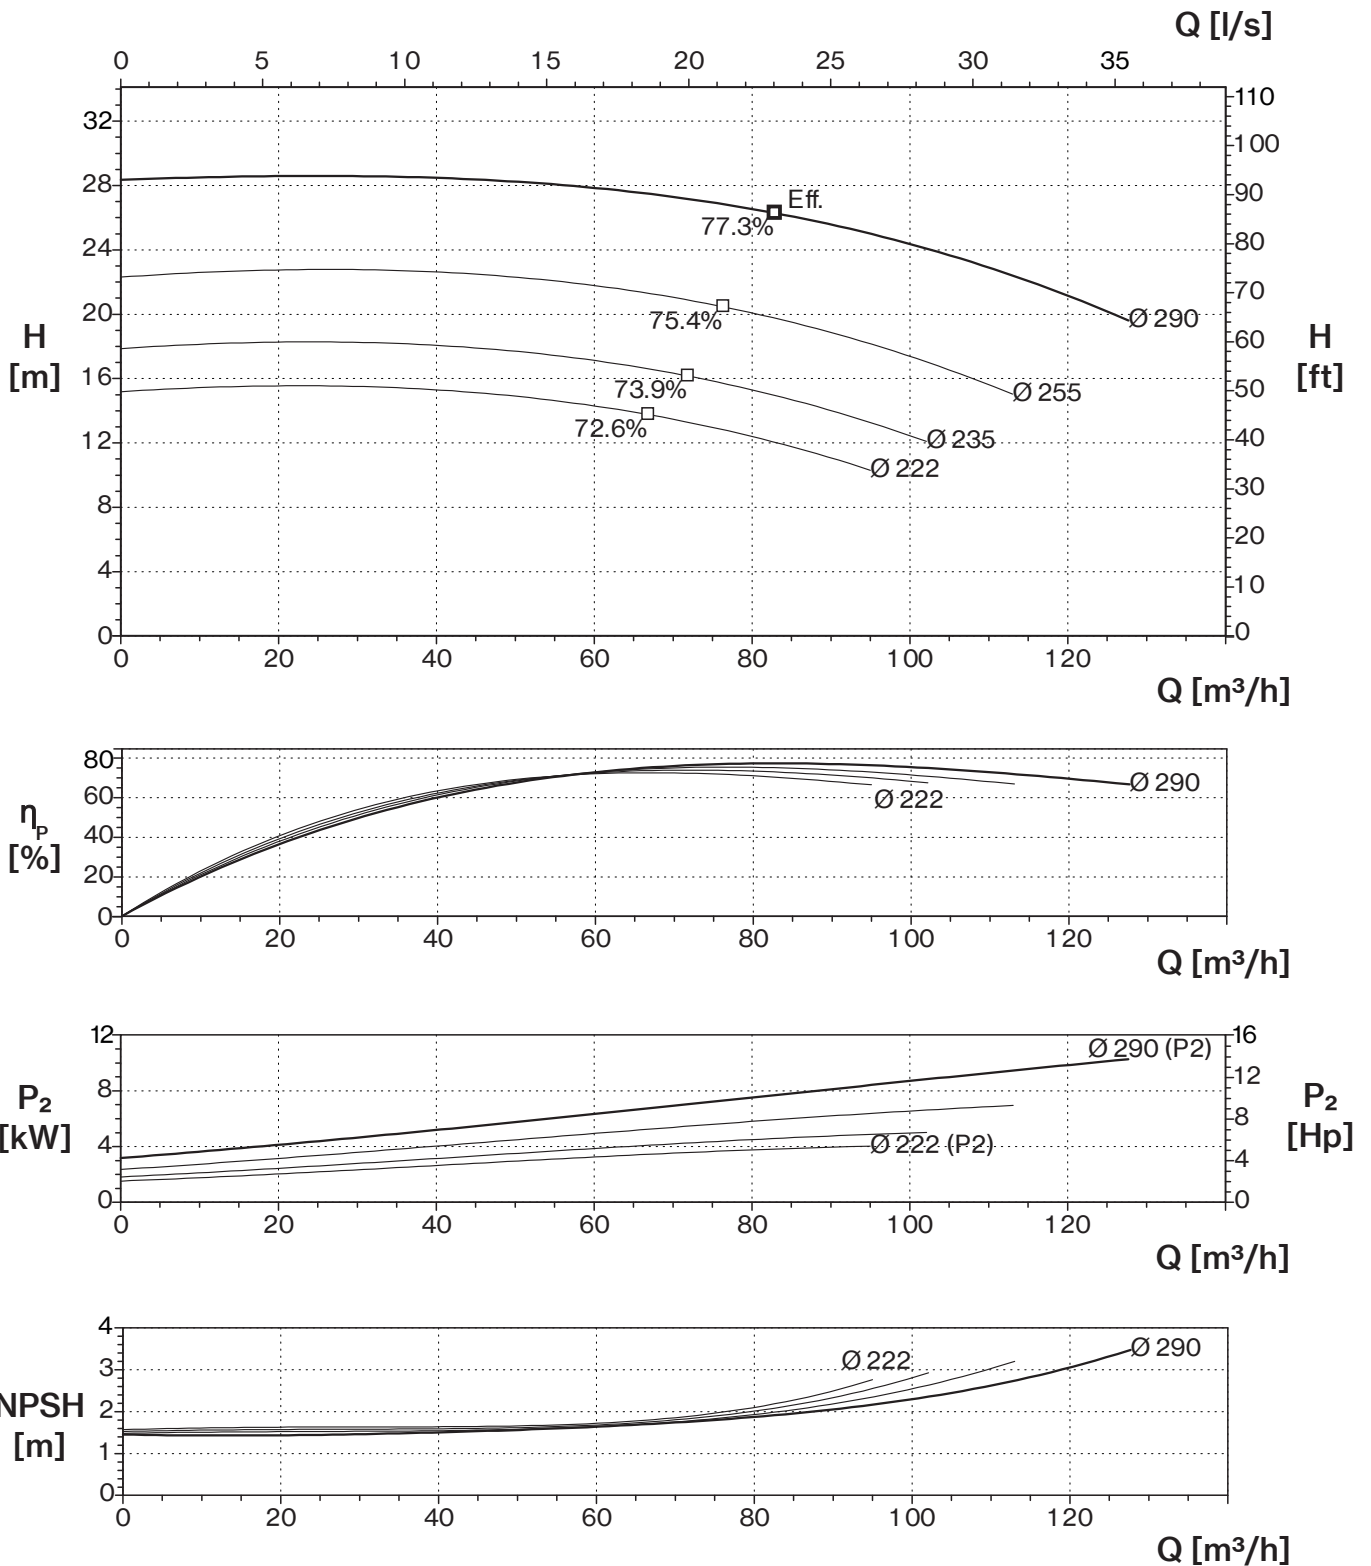 Q [l/s]
0 5 10 15 20 25 30 35
32
28
24
20
16
12
8
4
0
H
[m]
110
100
90
80
70
60
50
40
30
20
10
0
H
[ft]
Eff.
77.3%
75.4%
73.9%
72.6%
Ø 290
Ø 255
Ø 235
Ø 222
0 20 40 60 80 100 120
Q [m³/h]
80
60
40
20
0
ηP
[%]
Ø 290
Ø 222
0 20 40 60 80 100 120
Q [m³/h]
12
8
4
0
P₂
[kW]
16
12
8
4
0
P₂
[Hp]
Ø 290 (P2)
Ø 222 (P2)
0 20 40 60 80 100 120
Q [m³/h]
4
3
2
1
0
NPSH
[m]
Ø 222
Ø 290
0 20 40 60 80 100 120
Q [m³/h]